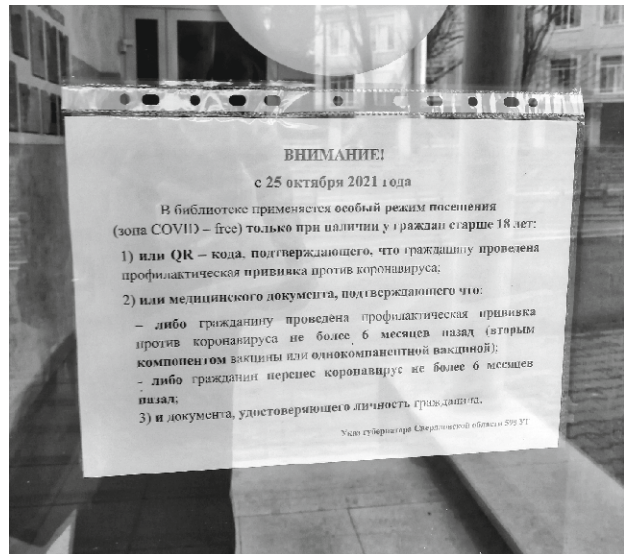 ВНИМАНИЕ!
с 25 октября 2021 года
В библиотеке применяется особый режим посещения
(зона COVID – free) только при наличии у граждан старше 18 лет:
1) или QR – кода, подтверждающего, что гражданину проведена
профилактическая прививка против коронавируса;
2) или медицинского документа, подтверждающего что:
– либо гражданину проведена профилактическая прививка
против коронавируса не более 6 месяцев назад (вторым
компонентом вакцины или однокомпанентной вакциной);
- либо гражданин перенес коронавирус не более 6 месяцев
назад;
3) и документа, удостоверяющего личность гражданина.
Указ губернатора Свердловской области 595 УГ